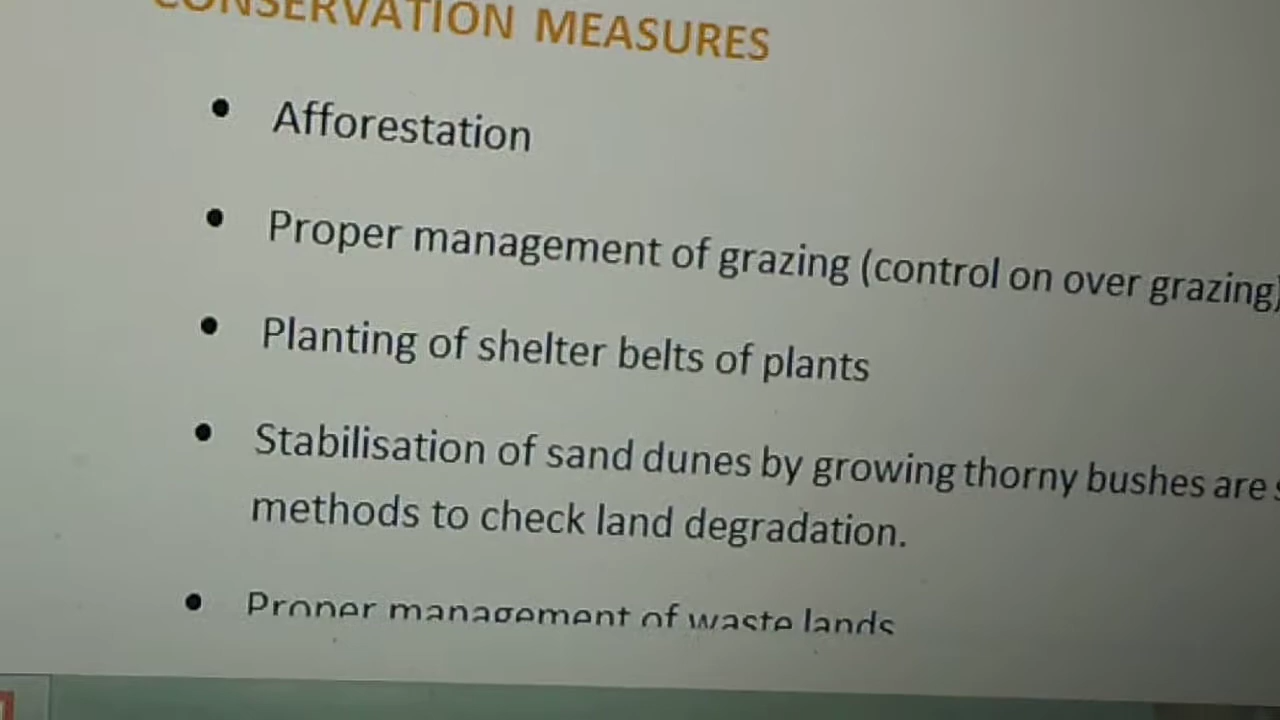 CONSERVATION MEASURES
• Afforestation
• Proper management of grazing (control on over grazing)
• Planting of shelter belts of plants
• Stabilisation of sand dunes by growing thorny bushes are
methods to check land degradation.
• Proper management of waste lands